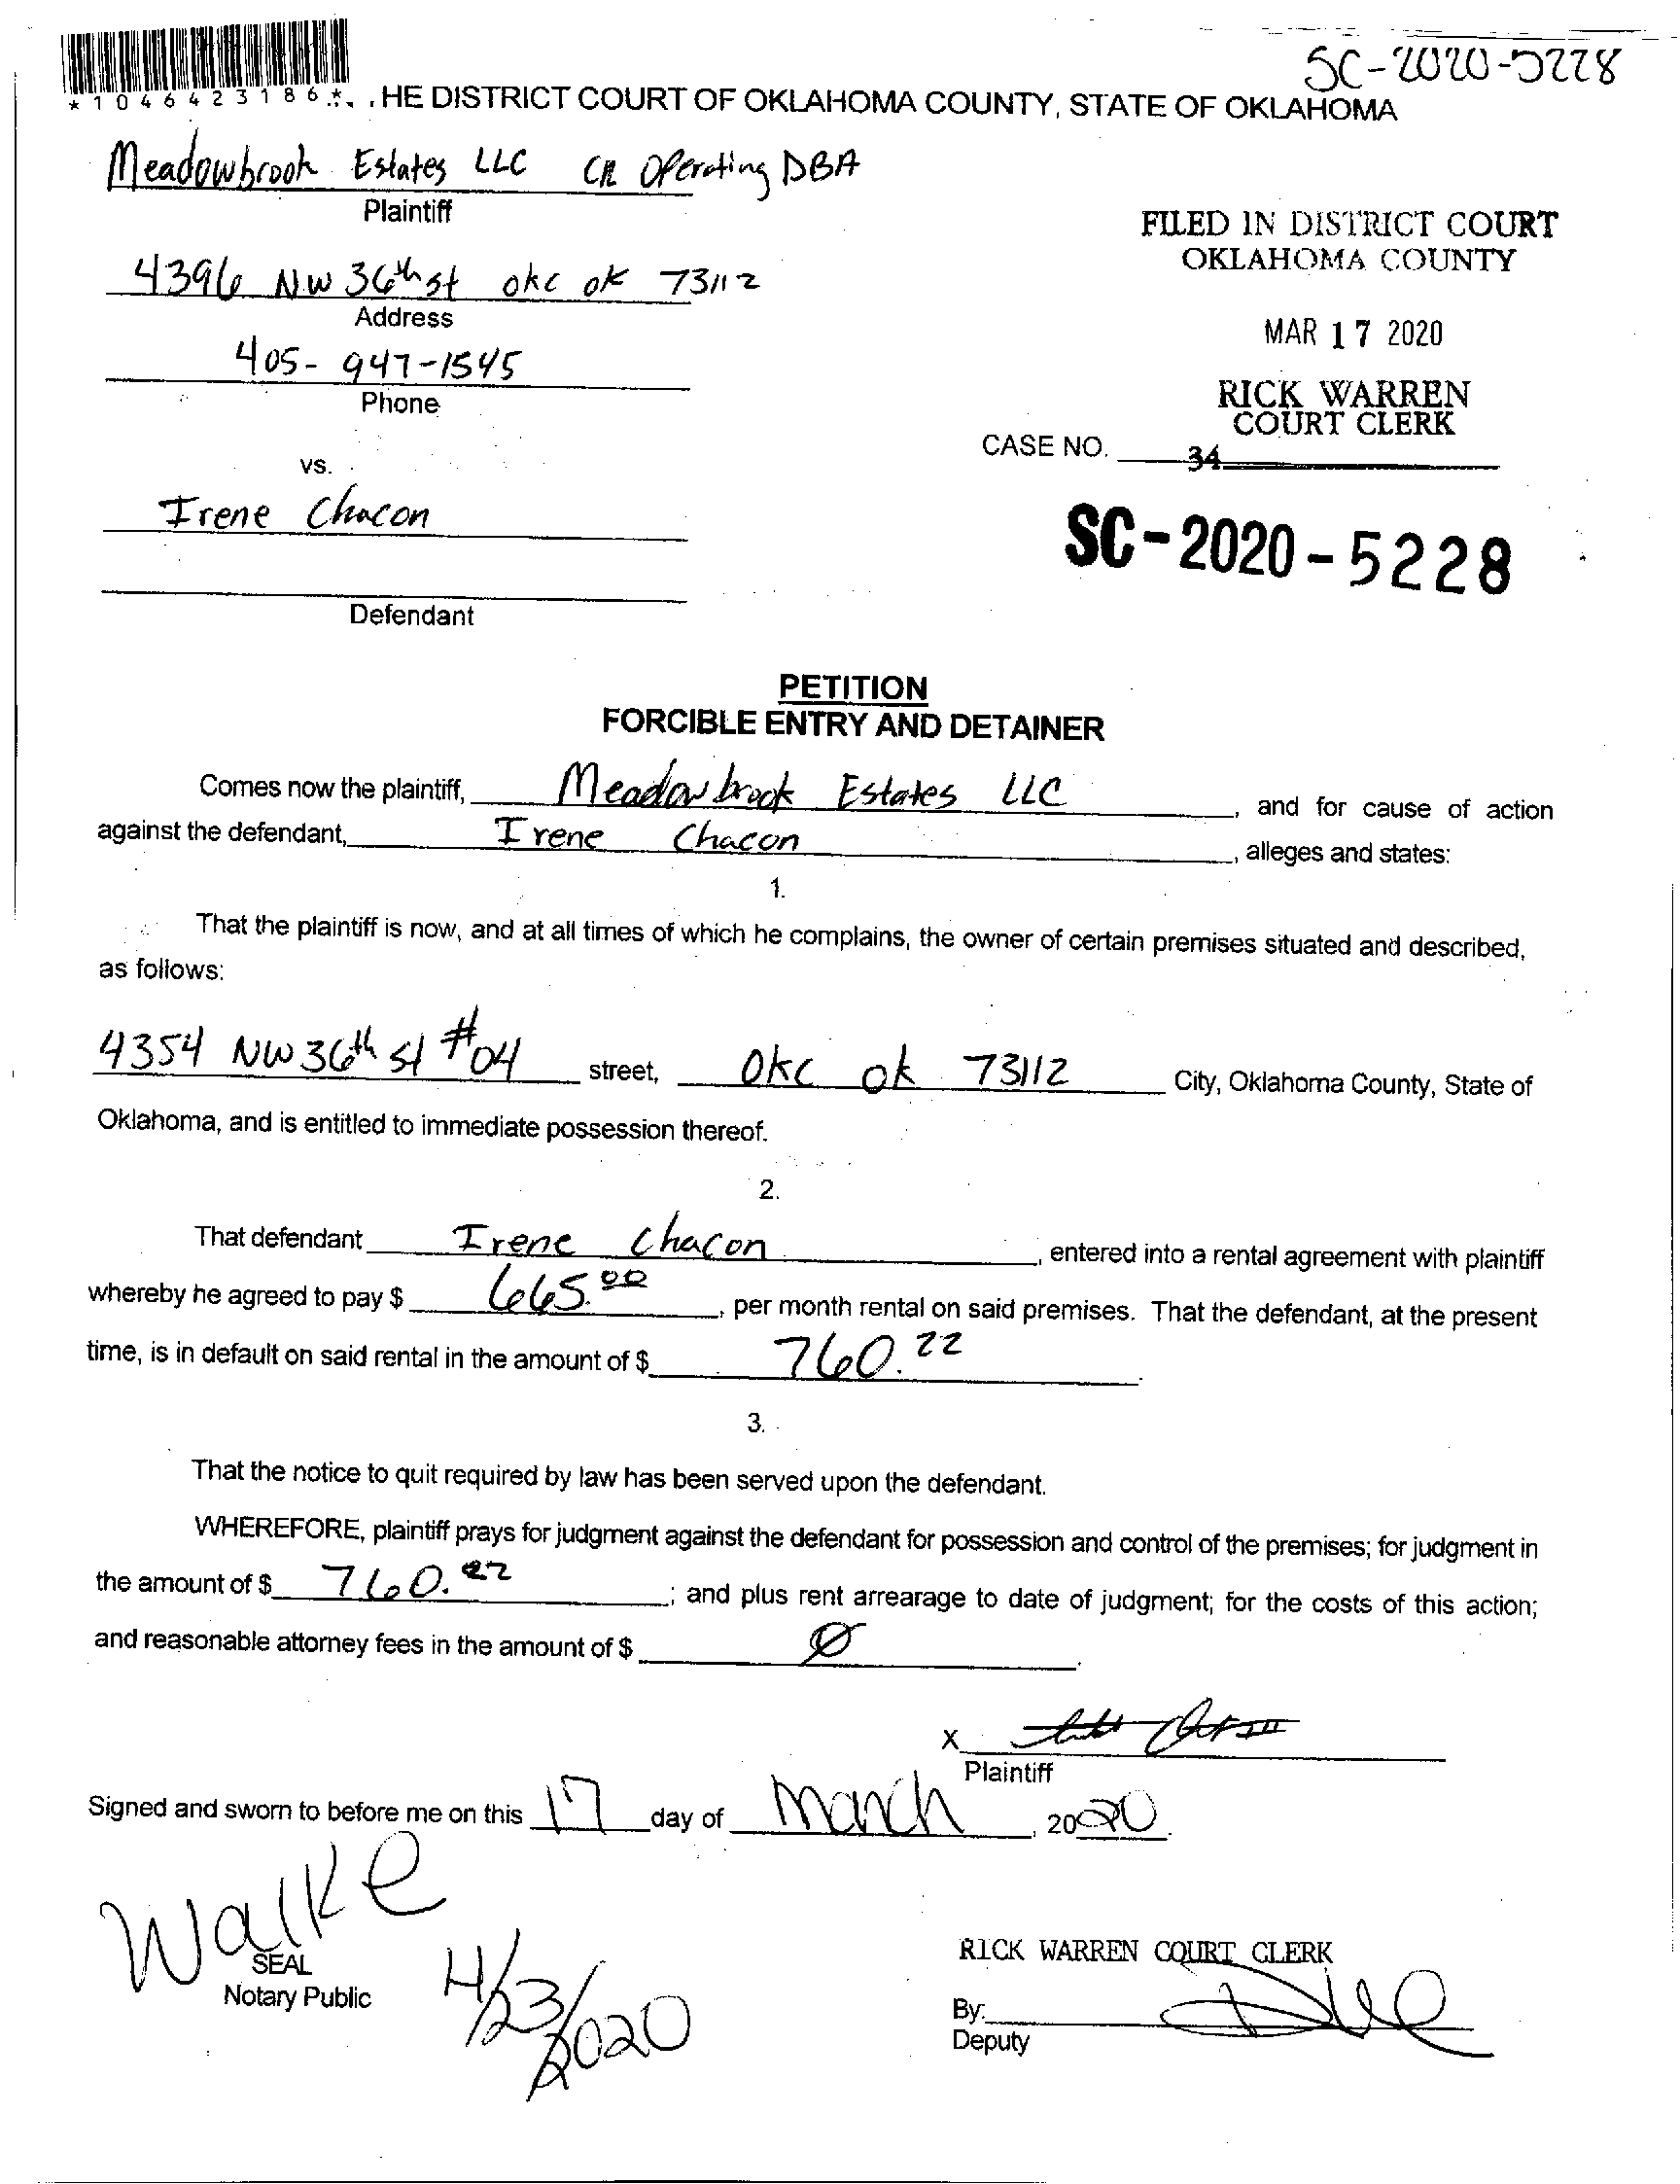 SC-2020-5228
*1046423186*
HE DISTRICT COURT OF OKLAHOMA COUNTY, STATE OF OKLAHOMA
Meadowbrook Estates LLC CR Operating DBA
Plaintiff
4396 NW 36th st okc ok 73112
Address
405-947-1545
Phone
vs.
Irene Chacon
Defendant
FILED IN DISTRICT COURT
OKLAHOMA COUNTY
MAR 17 2020
RICK WARREN
COURT CLERK
CASE NO. 34
SC-2020-5228
PETITION
FORCIBLE ENTRY AND DETAINER
Comes now the plaintiff, Meadowbrook Estates LLC, and for cause of action
against the defendant, Irene Chacon, alleges and states:
1.
That the plaintiff is now, and at all times of which he complains, the owner of certain premises situated and described,
as follows:
4354 NW 36th st #04 street, OKC ok 73112 City, Oklahoma County, State of
Oklahoma, and is entitled to immediate possession thereof.
2.
That defendant Irene Chacon, entered into a rental agreement with plaintiff
whereby he agreed to pay $ 665.00, per month rental on said premises. That the defendant, at the present
time, is in default on said rental in the amount of $ 760.22.
3.
That the notice to quit required by law has been served upon the defendant.
WHEREFORE, plaintiff prays for judgment against the defendant for possession and control of the premises; for judgment in
the amount of $ 760.22; and plus rent arrearage to date of judgment; for the costs of this action;
and reasonable attorney fees in the amount of $ Ø.
X
Plaintiff
Signed and sworn to before me on this 17 day of March, 2020.
Walke
SEAL
Notary Public
4/23/2020
RICK WARREN COURT CLERK
By:
Deputy